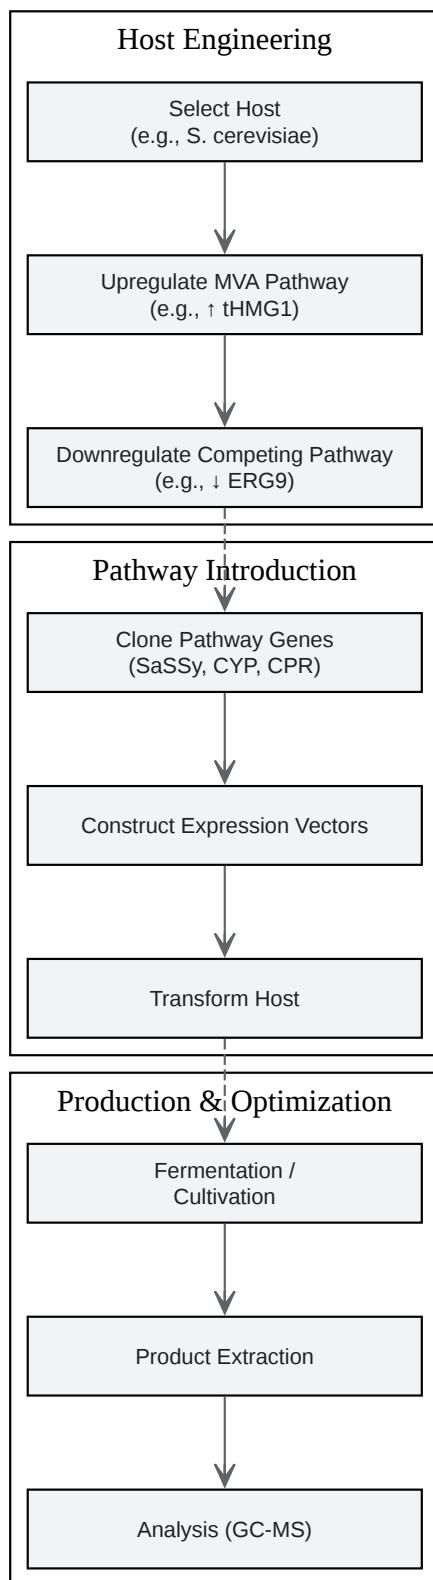 Host Engineering
Select Host
(e.g., S. cerevisiae)
Upregulate MVA Pathway
(e.g., ↑ tHMG1)
Downregulate Competing Pathway
(e.g., ↓ ERG9)
Pathway Introduction
Clone Pathway Genes
(SaSSy, CYP, CPR)
Construct Expression Vectors
Transform Host
Production & Optimization
Fermentation /
Cultivation
Product Extraction
Analysis (GC-MS)